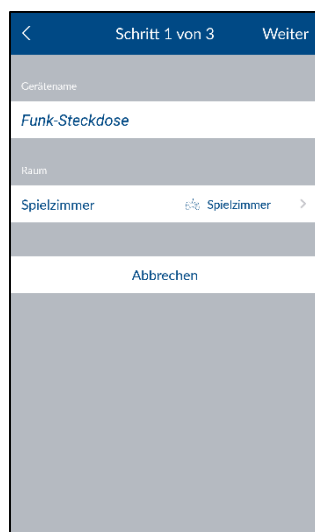 Schritt 1 von 3 Weiter
Gerätename
Funk-Steckdose
Raum
Spielzimmer Spielzimmer
Abbrechen